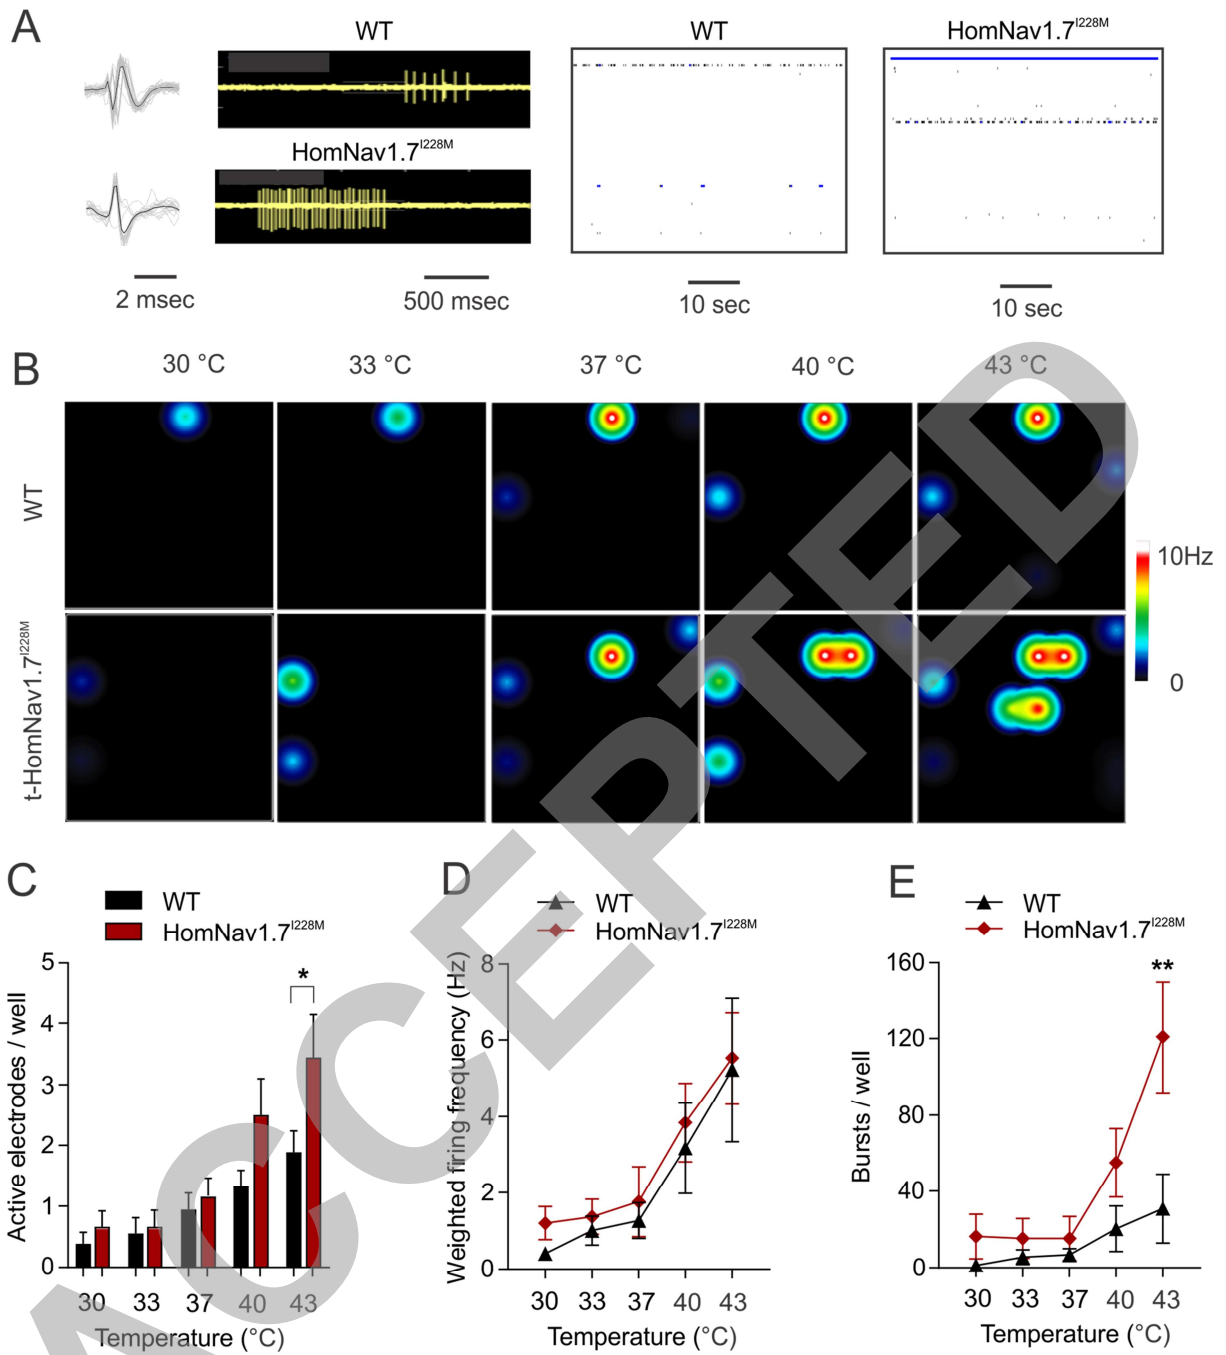 A
WT
WT
HomNav1.7I228M
HomNav1.7I228M
2 msec
500 msec
10 sec
10 sec
B
30 °C
33 °C
37 °C
40 °C
43 °C
WT
t-HomNav1.7I228M
10Hz
0
ACCEPTED
C
WT
HomNav1.7I228M
Active electrodes / well
5
4
3
2
1
0
*
30
33
37
40
43
Temperature (°C)
D
WT
HomNav1.7I228M
Weighted firing frequency (Hz)
8
6
4
2
0
30
33
37
40
43
Temperature (°C)
E
WT
HomNav1.7I228M
Bursts / well
160
120
80
40
0
**
30
33
37
40
43
Temperature (°C)